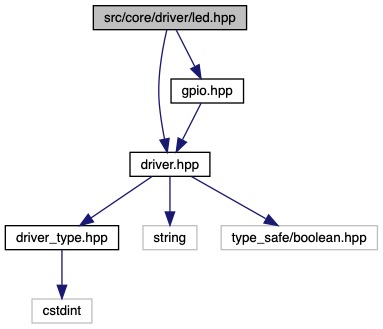 src/core/driver/led.hpp
gpio.hpp
driver.hpp
driver_type.hpp
string
type_safe/boolean.hpp
cstdint